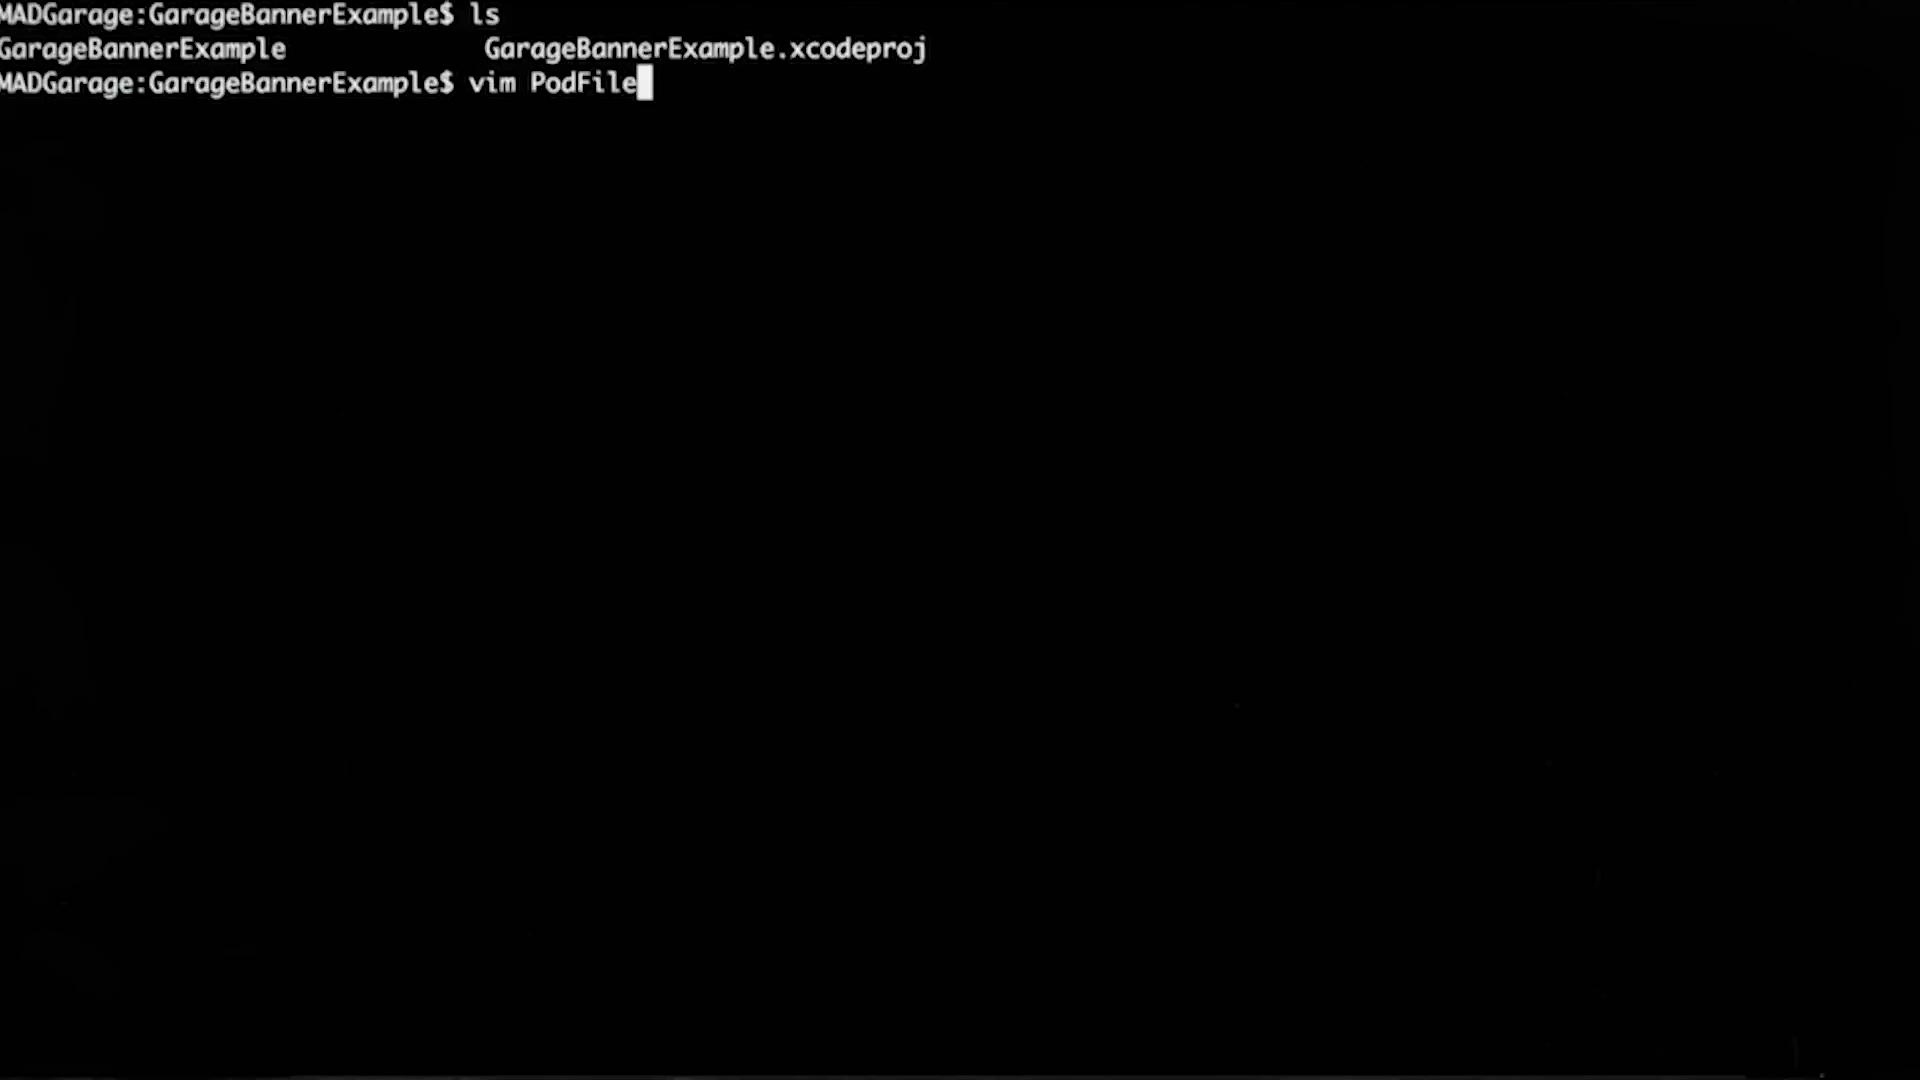 MADGarage:GarageBannerExample$ ls
GarageBannerExample GarageBannerExample.xcodeproj
MADGarage:GarageBannerExample$ vim PodFile